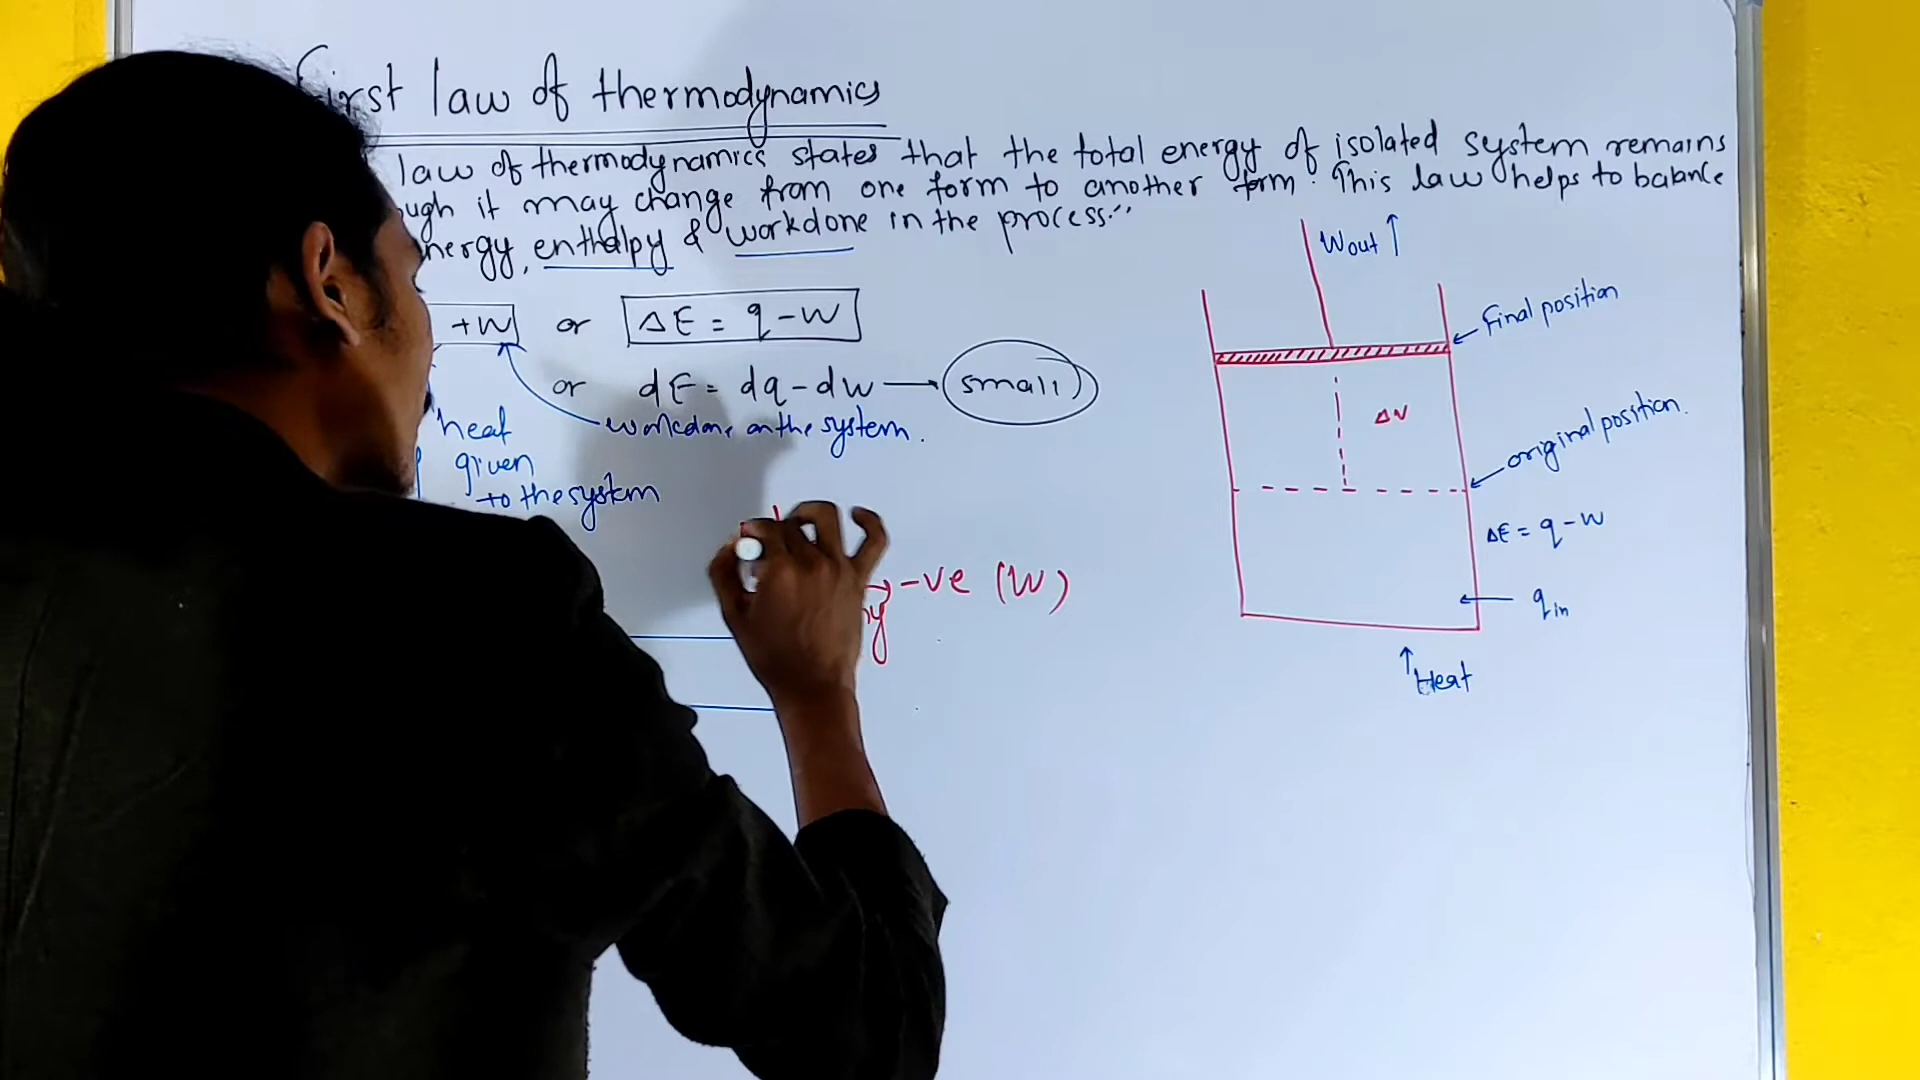 First law of thermodynamics
law of thermodynamics states that the total energy of isolated system remains
ugh it may change from one form to another form. This law helps to balance
nergy, enthalpy & workdone in the process."
+W or ΔE = q - W
or dE = dq - dw → small
workdone on the system.
heat
given
to the system
-ve (W)
Wout ↑
Final position
ΔV
original position.
ΔE = q - W
qin
↑ Heat